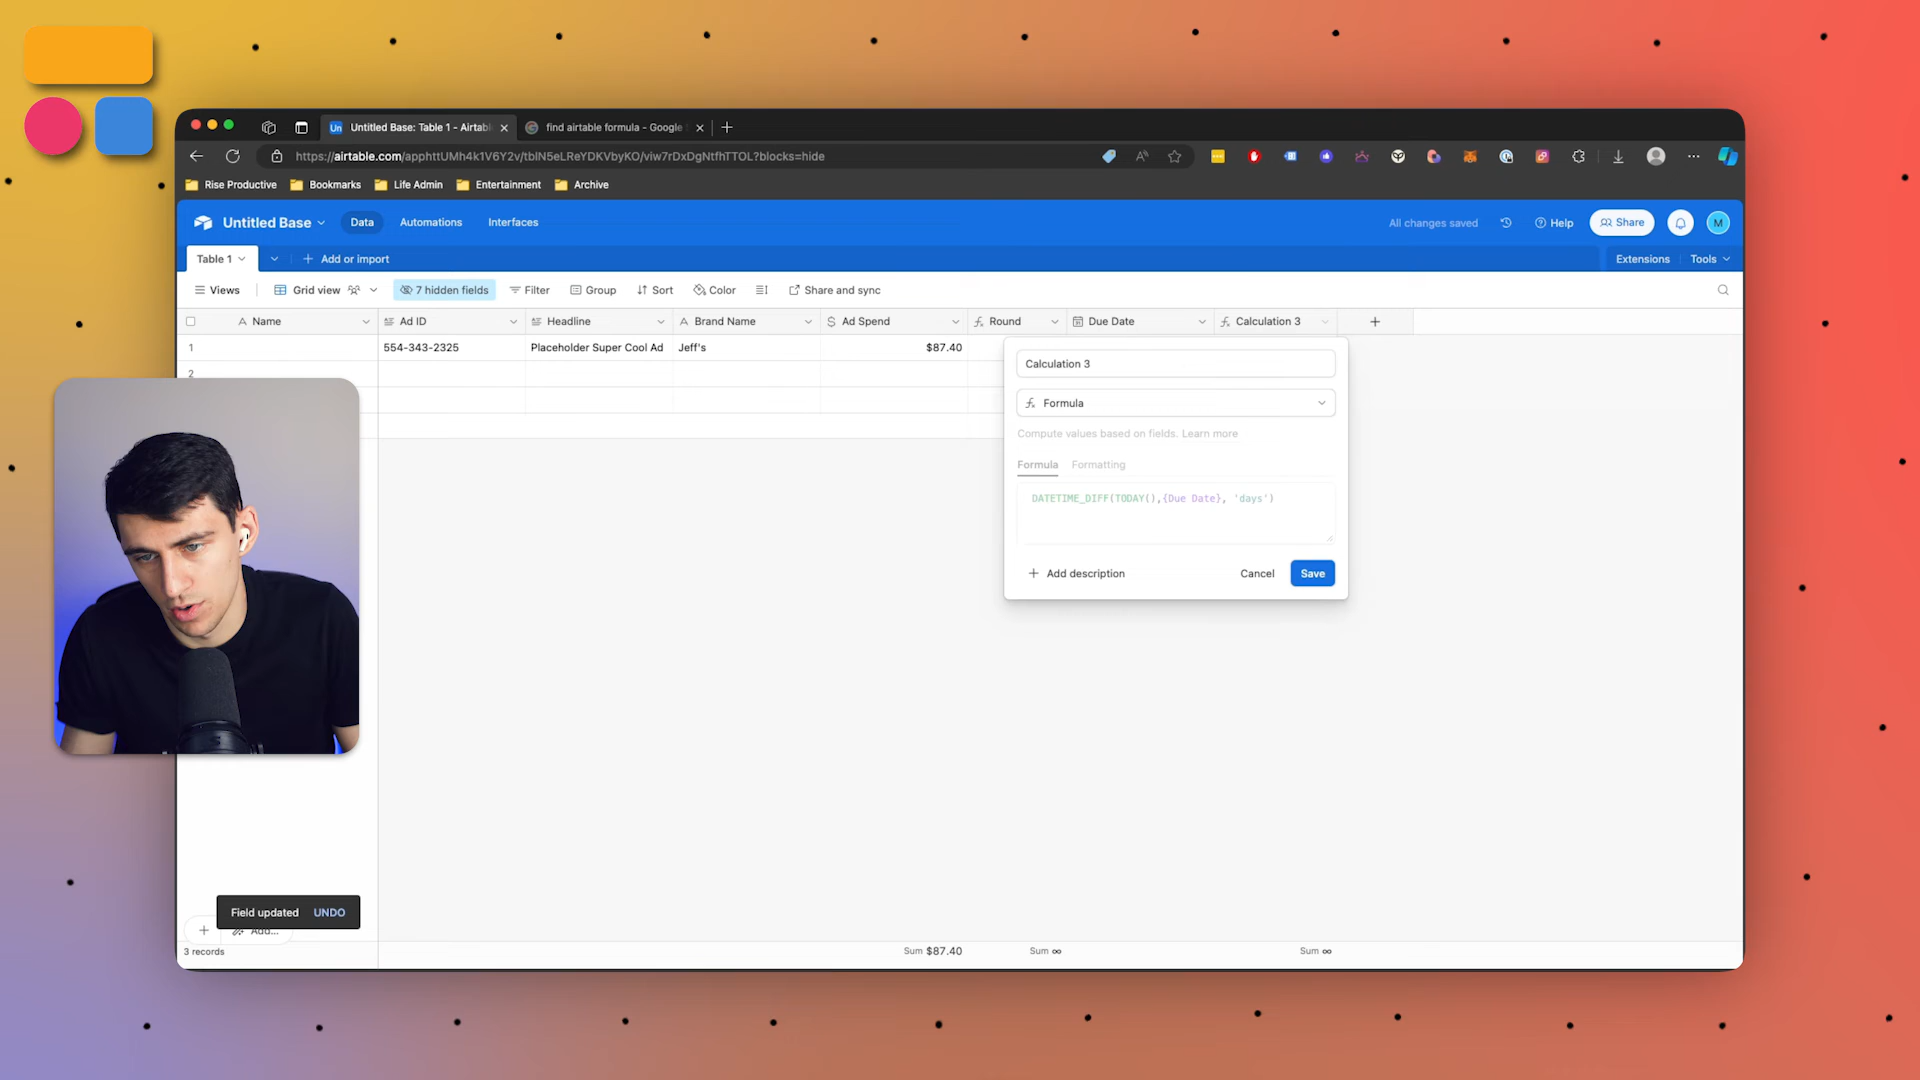 Un Untitled Base: Table 1 - Airtabl
find airtable formula - Google
https://airtable.com/apphttUMh4k1V6Y2v/tblN5eLReYDKVbyKO/viw7rDxDgNtfhTTOL?blocks=hide
Rise Productive Bookmarks Life Admin Entertainment Archive
Untitled Base Data Automations Interfaces All changes saved Help Share M
Table 1 Add or import Extensions Tools
Views Grid view 7 hidden fields Filter Group Sort Color Share and sync
Name Ad ID Headline Brand Name Ad Spend Round Due Date Calculation 3
1 554-343-2325 Placeholder Super Cool Ad Jeff's $87.40
2
Calculation 3
Formula
Compute values based on fields. Learn more
Formula Formatting
DATETIME_DIFF(TODAY(),{Due Date}, 'days')
Add description Cancel Save
Field updated UNDO
Add...
3 records Sum $87.40 Sum ∞ Sum ∞